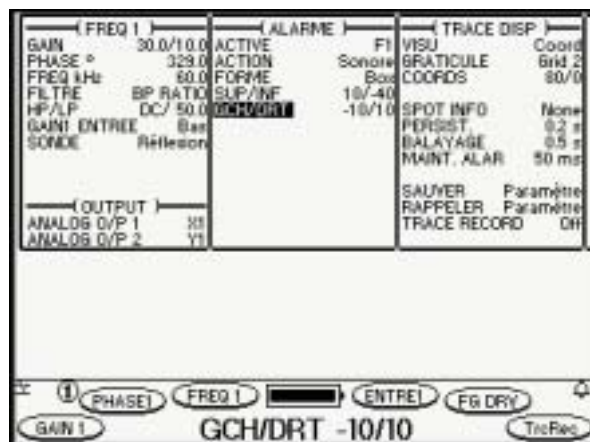 FREQ 1
GAIN 30.0/10.0
PHASE ° 329.0
FREQ kHz 60.0
FILTRE BP RATIO
HP/LP DC/ 50.0
GAIN1 ENTREE Bas
SONDE Réflexion
OUTPUT
ANALOG O/P 1 X1
ANALOG O/P 2 Y1
ALARME
ACTIVE F1
ACTION Sonore
FORME Box
SUP/INF 10/-40
GCH/DRT -10/10
TRACE DISP
VISU Coord
GRATICULE Grid 2
COORDS 80/0
SPOT INFO None
PERSIST. 0.2 s
BALAYAGE 0.5 s
MAINT. ALAR 50 ms
SAUVER Paramètre
RAPPELER Paramètre
TRACE RECORD Off
1 PHASE1 FREQ 1 ENTRE1 FG DRY
GAIN 1 GCH/DRT -10/10 TrcRec